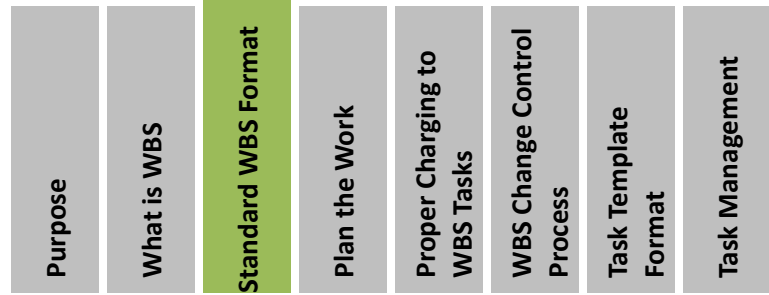 Purpose
What is WBS
Standard WBS Format
Plan the Work
Proper Charging to
WBS Tasks
WBS Change Control
Process
Task Template
Format
Task Management